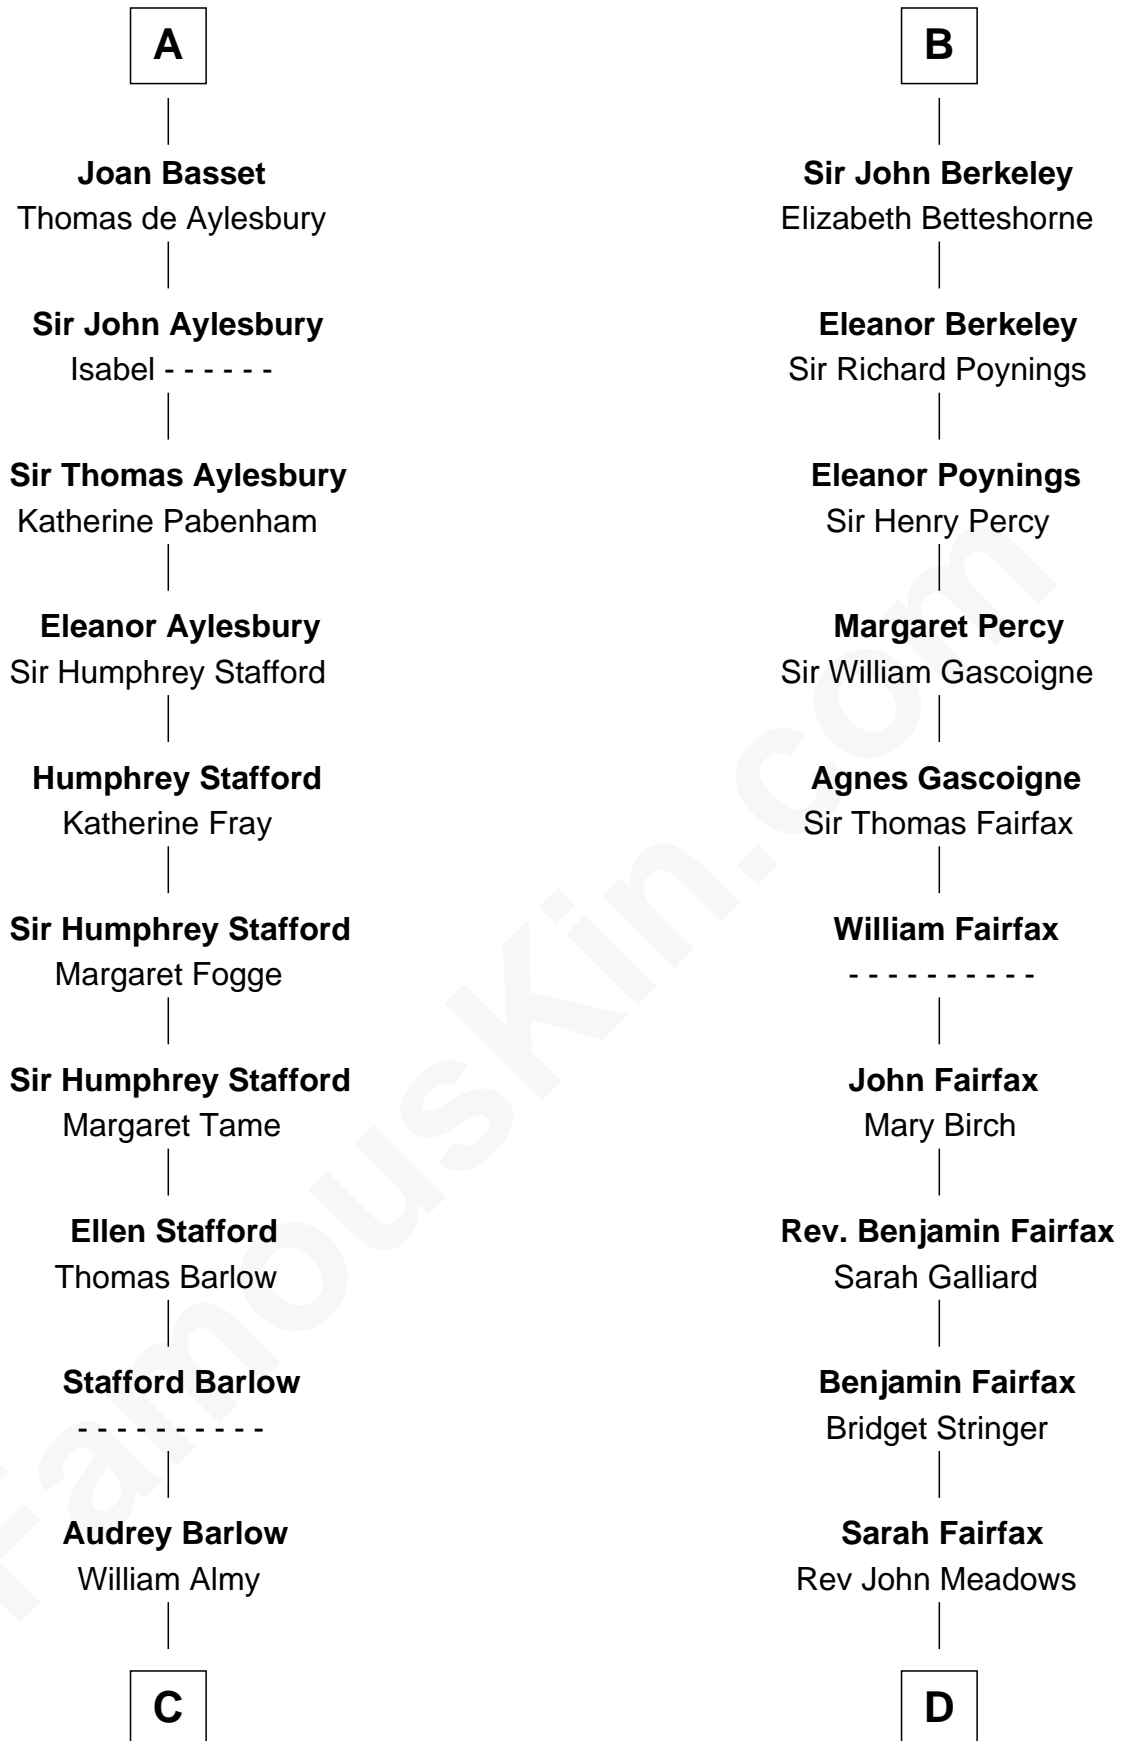 A
Joan Basset
Thomas de Aylesbury
Sir John Aylesbury
Isabel - - - - - -
Sir Thomas Aylesbury
Katherine Pabenham
Eleanor Aylesbury
Sir Humphrey Stafford
Humphrey Stafford
Katherine Fray
Sir Humphrey Stafford
Margaret Fogge
Sir Humphrey Stafford
Margaret Tame
Ellen Stafford
Thomas Barlow
Stafford Barlow
- - - - - - - - - -
Audrey Barlow
William Almy
C
B
Sir John Berkeley
Elizabeth Betteshorne
Eleanor Berkeley
Sir Richard Poynings
Eleanor Poynings
Sir Henry Percy
Margaret Percy
Sir William Gascoigne
Agnes Gascoigne
Sir Thomas Fairfax
William Fairfax
- - - - - - - - - -
John Fairfax
Mary Birch
Rev. Benjamin Fairfax
Sarah Galliard
Benjamin Fairfax
Bridget Stringer
Sarah Fairfax
Rev John Meadows
D
FamousKin.com